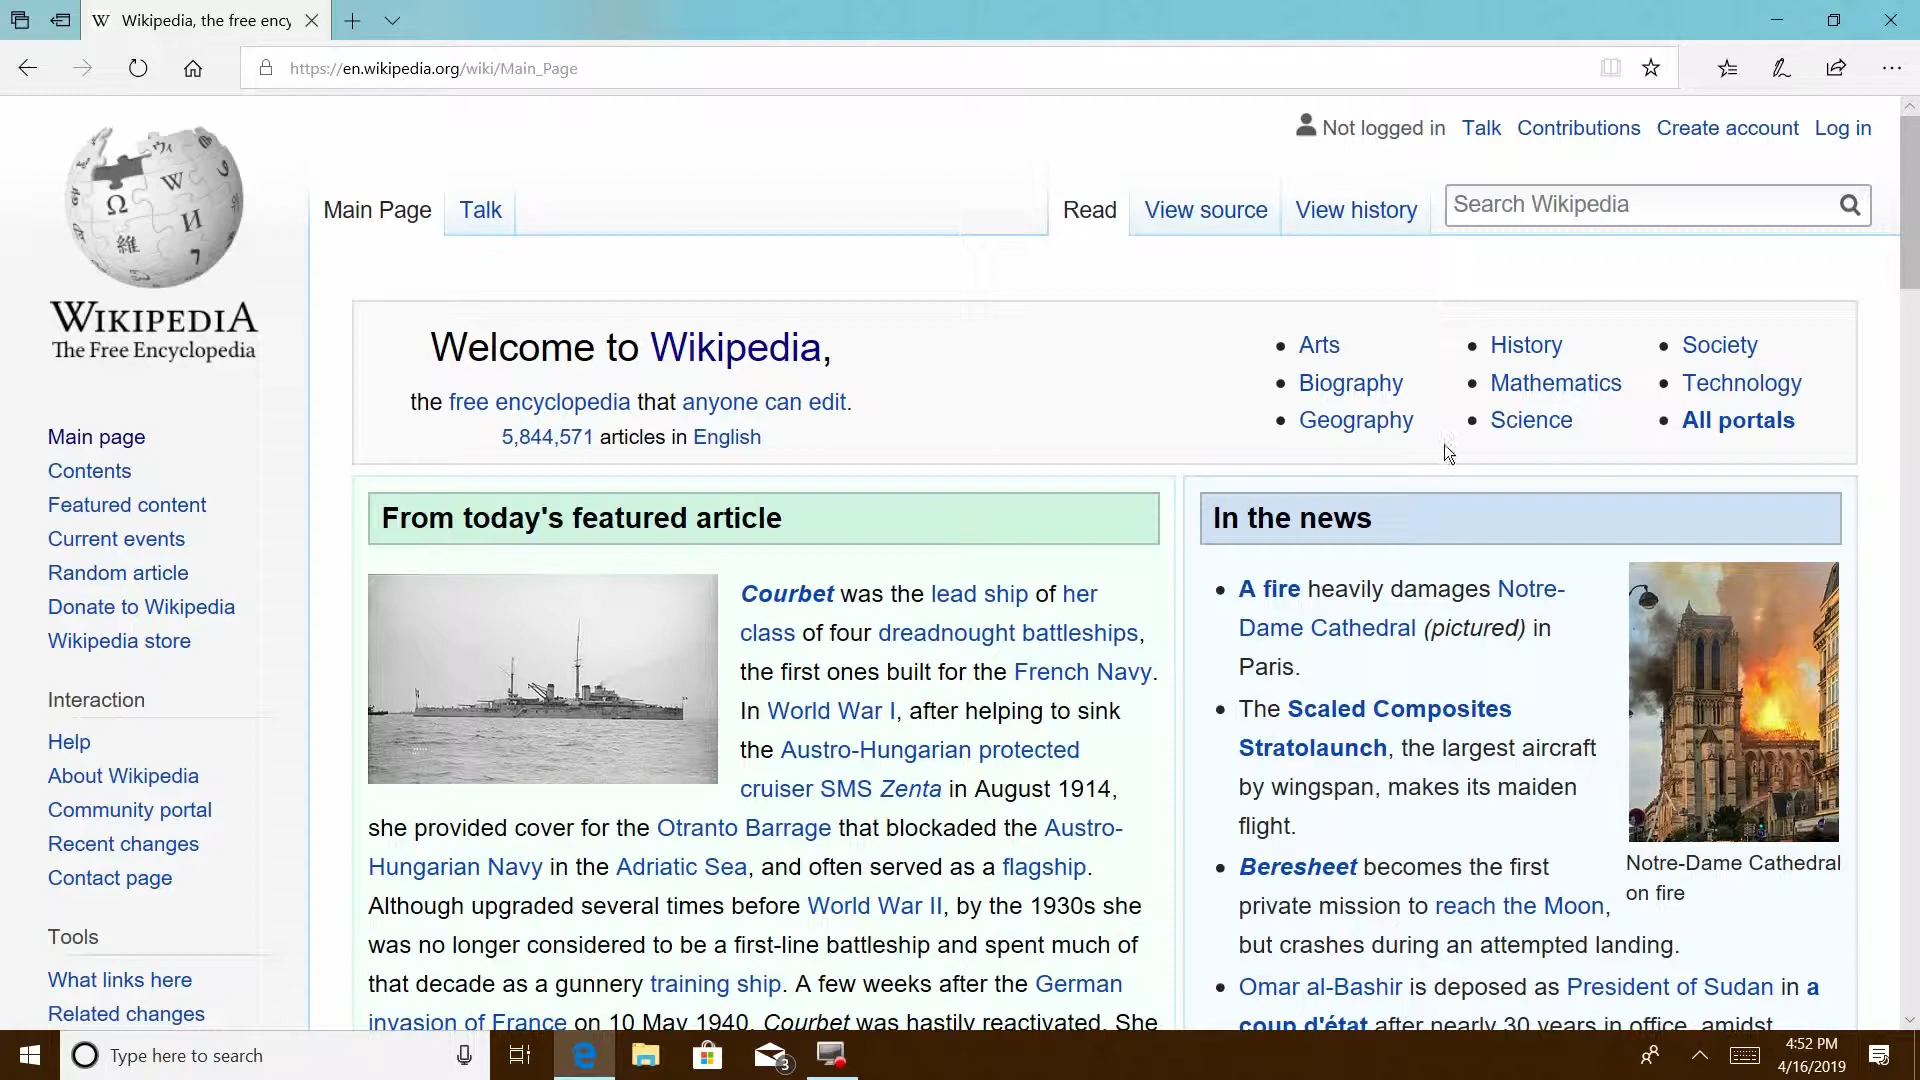 Wikipedia, the free ency
https://en.wikipedia.org/wiki/Main_Page
Not logged in Talk Contributions Create account Log in
Main Page Talk Read View source View history Search Wikipedia
WIKIPEDIA
The Free Encyclopedia
Main page
Contents
Featured content
Current events
Random article
Donate to Wikipedia
Wikipedia store
Interaction
Help
About Wikipedia
Community portal
Recent changes
Contact page
Tools
What links here
Related changes
Welcome to Wikipedia,
the free encyclopedia that anyone can edit.
5,844,571 articles in English
• Arts
• Biography
• Geography
• History
• Mathematics
• Science
• Society
• Technology
• All portals
From today's featured article
Courbet was the lead ship of her
class of four dreadnought battleships,
the first ones built for the French Navy.
In World War I, after helping to sink
the Austro-Hungarian protected
cruiser SMS Zenta in August 1914,
she provided cover for the Otranto Barrage that blockaded the Austro-
Hungarian Navy in the Adriatic Sea, and often served as a flagship.
Although upgraded several times before World War II, by the 1930s she
was no longer considered to be a first-line battleship and spent much of
that decade as a gunnery training ship. A few weeks after the German
invasion of France on 10 May 1940, Courbet was hastily reactivated. She
In the news
• A fire heavily damages Notre-
Dame Cathedral (pictured) in
Paris.
• The Scaled Composites
Stratolaunch, the largest aircraft
by wingspan, makes its maiden
flight.
• Beresheet becomes the first
private mission to reach the Moon,
but crashes during an attempted landing.
• Omar al-Bashir is deposed as President of Sudan in a
coup d'état after nearly 30 years in office, amidst
Notre-Dame Cathedral
on fire
Type here to search
3
4:52 PM
4/16/2019